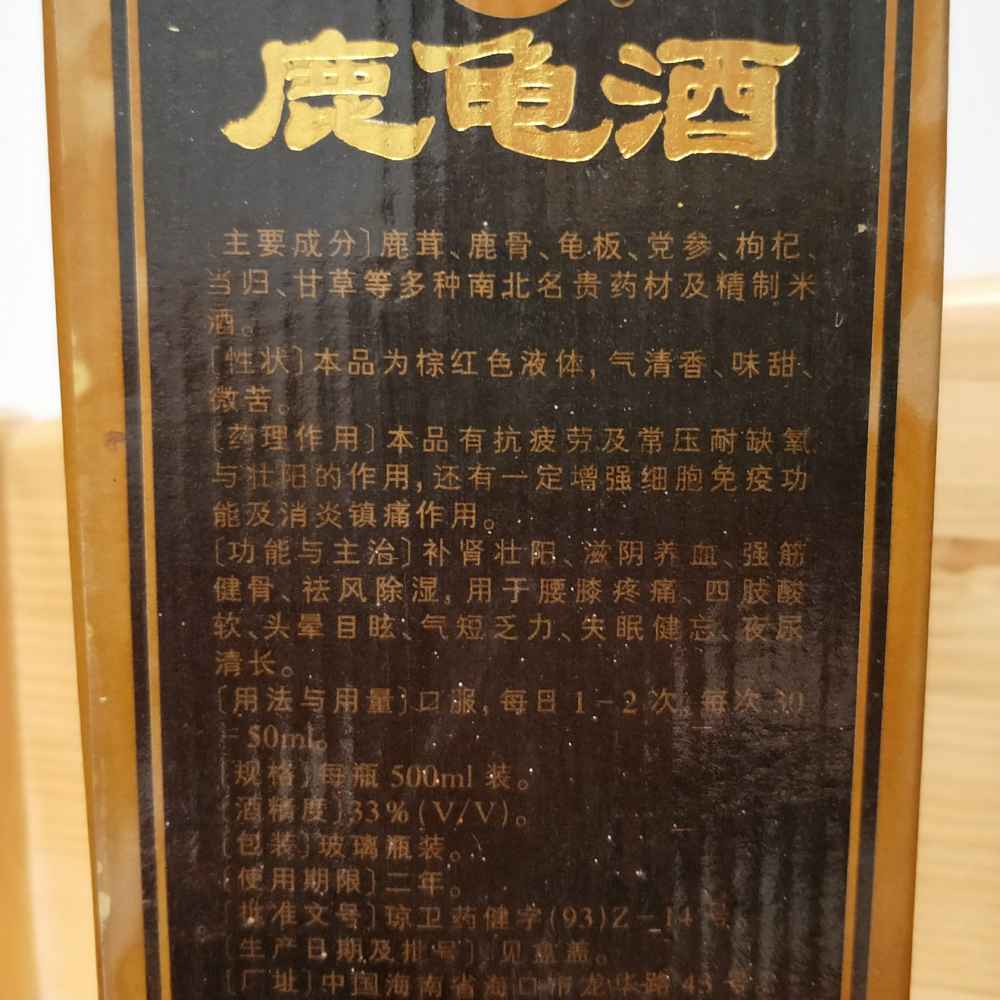 鹿龟酒
〔主要成分〕鹿茸、鹿骨、龟板、党参、枸杞、
当归、甘草等多种南北名贵药材及精制米
酒。
〔性状〕本品为棕红色液体,气清香、味甜、
微苦。
〔药理作用〕本品有抗疲劳及常压耐缺氧
与壮阳的作用,还有一定增强细胞免疫功
能及消炎镇痛作用。
〔功能与主治〕补肾壮阳、滋阴养血、强筋
健骨、祛风除湿,用于腰膝疼痛、四肢酸
软、头晕目眩、气短乏力、失眠健忘、夜尿
清长。
〔用法与用量〕口服,每日1-2次,每次30
-50ml。
〔规格〕每瓶500ml装。
〔酒精度〕33%(V/V)。
〔包装〕玻璃瓶装。
〔使用期限〕二年。
〔批准文号〕琼卫药健字(93)Z-14号
〔生产日期及批号〕见盒盖。
〔厂址〕中国海南省海口市龙华路43号